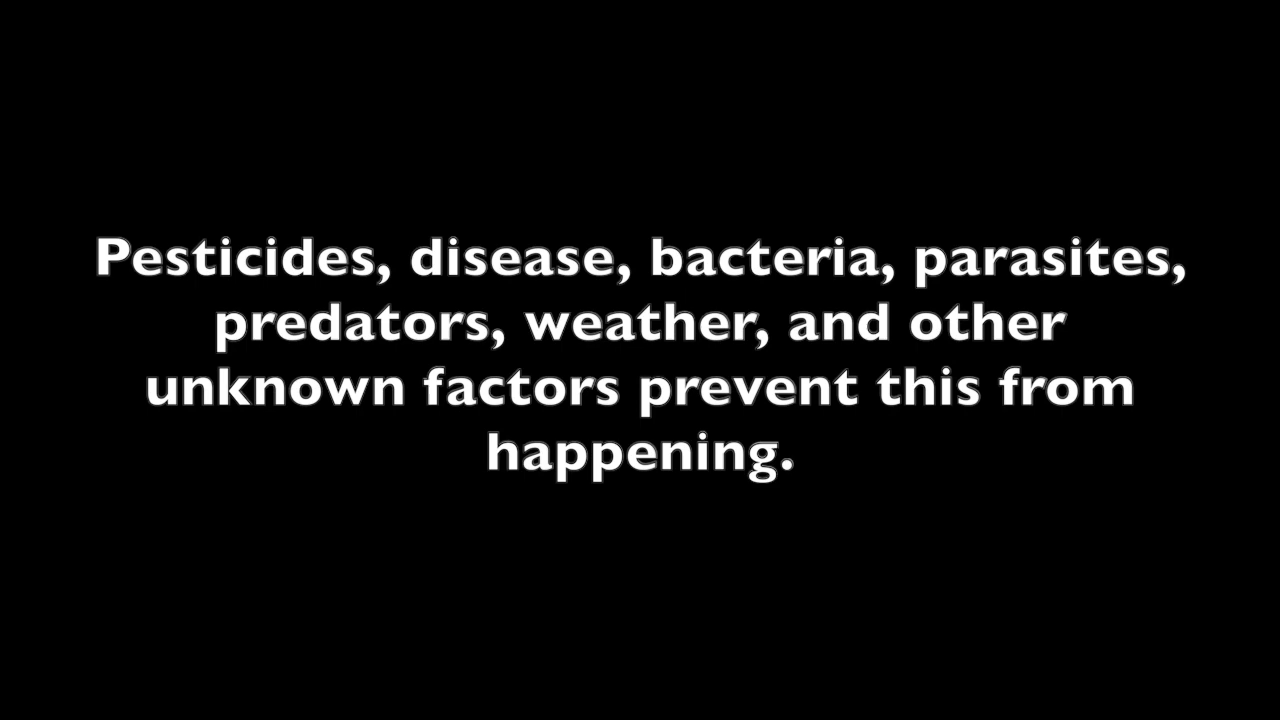 Pesticides, disease, bacteria, parasites,
predators, weather, and other
unknown factors prevent this from
happening.